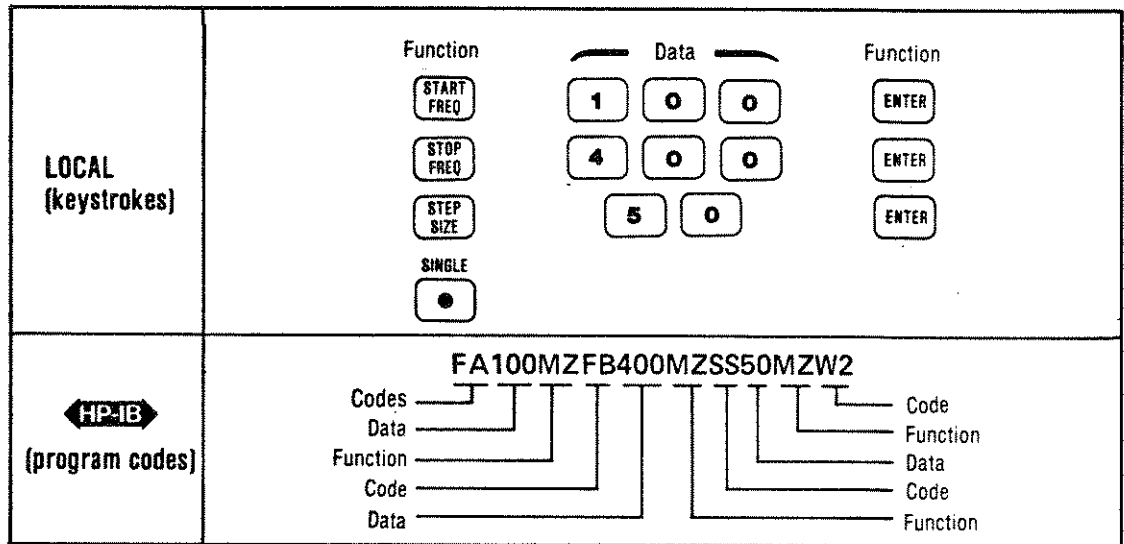 Function Data Function
START
FREQ
1 0 0 ENTER
STOP
FREQ
4 0 0 ENTER
LOCAL
(keystrokes)
STEP
SIZE
5 0 ENTER
SINGLE
FA100MZFB400MZSS50MZW2
HP-IB
(program codes)
Codes
Data
Function
Code
Data
Code
Function
Data
Code
Function